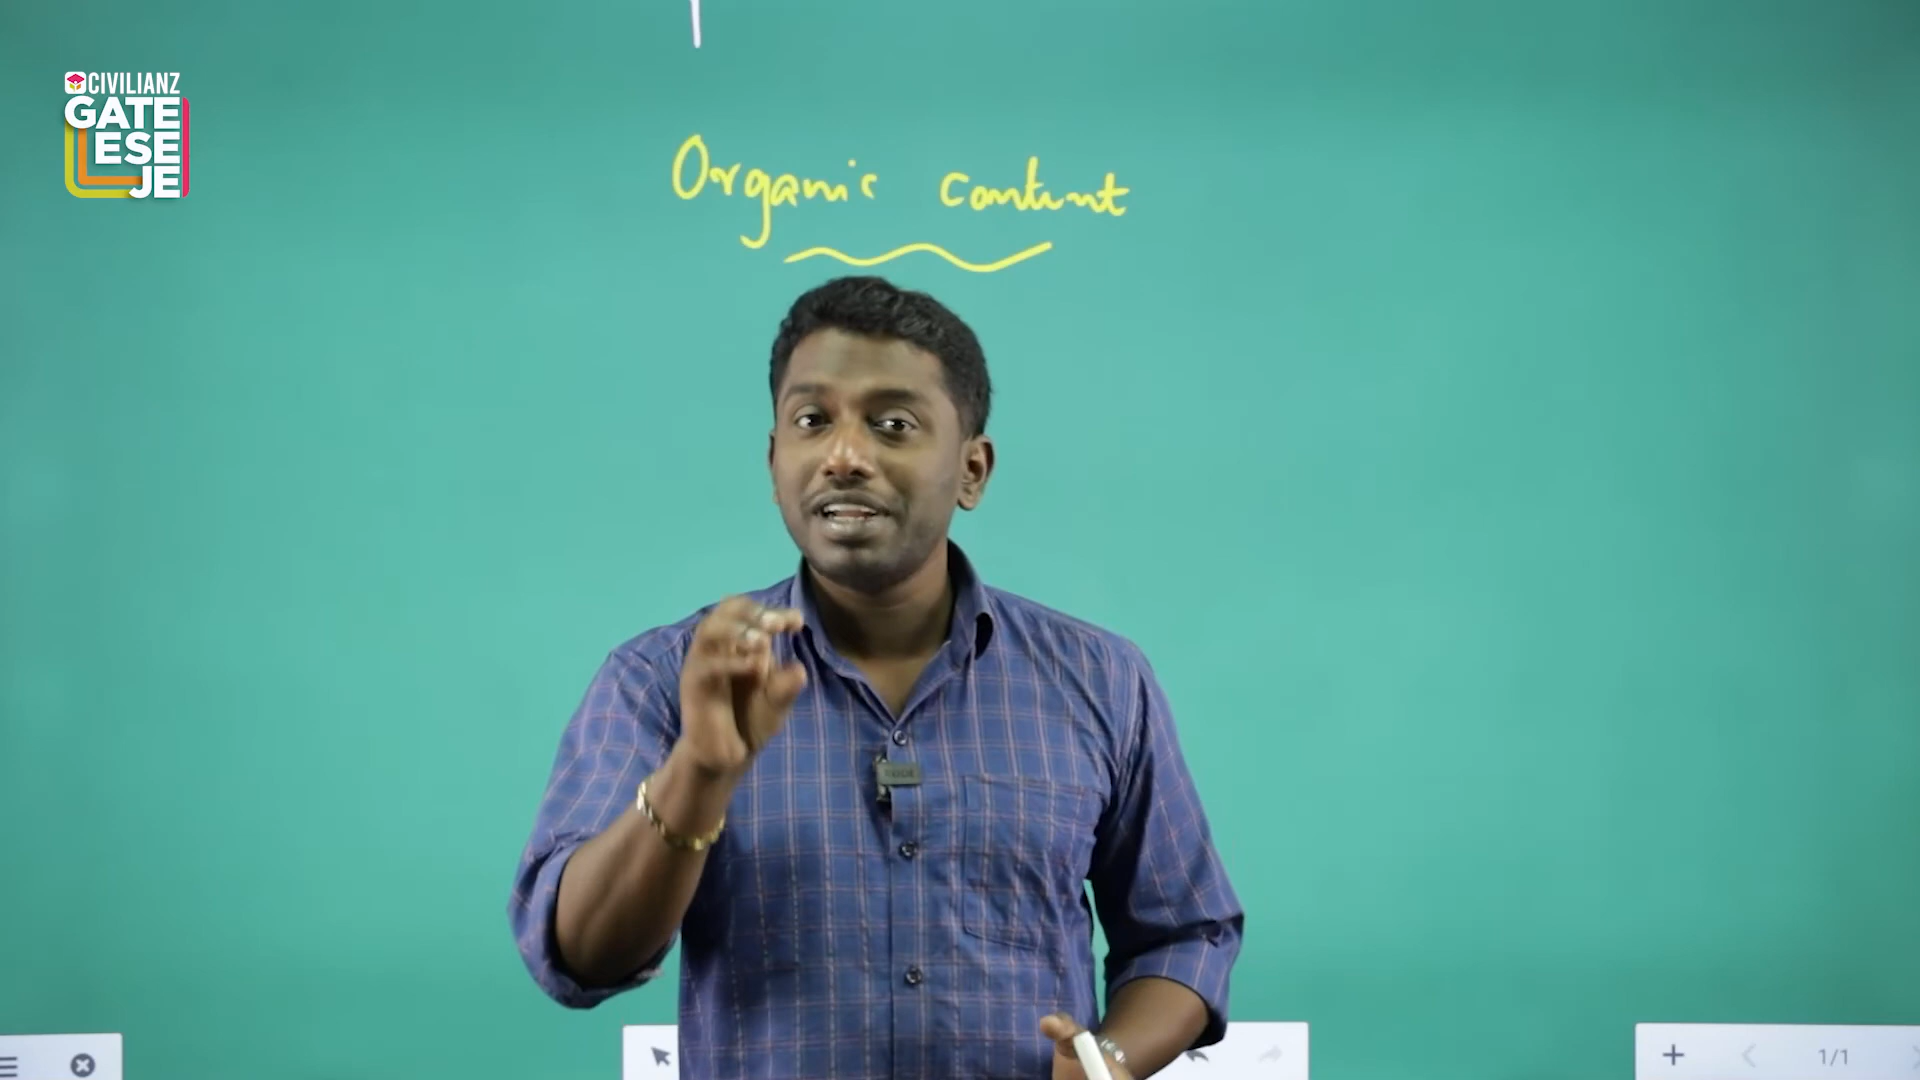 CIVILIANZ
GATE
ESE
JE
Organic content
1/1